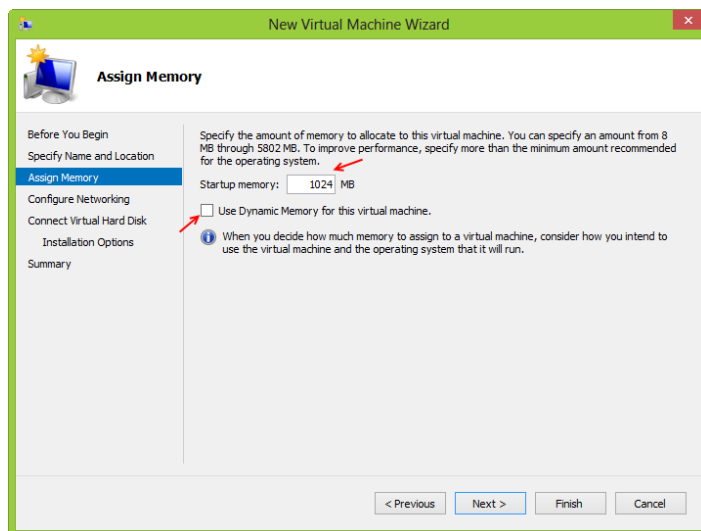 New Virtual Machine Wizard
Assign Memory
Before You Begin
Specify Name and Location
Assign Memory
Configure Networking
Connect Virtual Hard Disk
Installation Options
Summary
Specify the amount of memory to allocate to this virtual machine. You can specify an amount from 8
MB through 5802 MB. To improve performance, specify more than the minimum amount recommended
for the operating system.
Startup memory: 1024 MB
Use Dynamic Memory for this virtual machine.
When you decide how much memory to assign to a virtual machine, consider how you intend to
use the virtual machine and the operating system that it will run.
< Previous Next > Finish Cancel